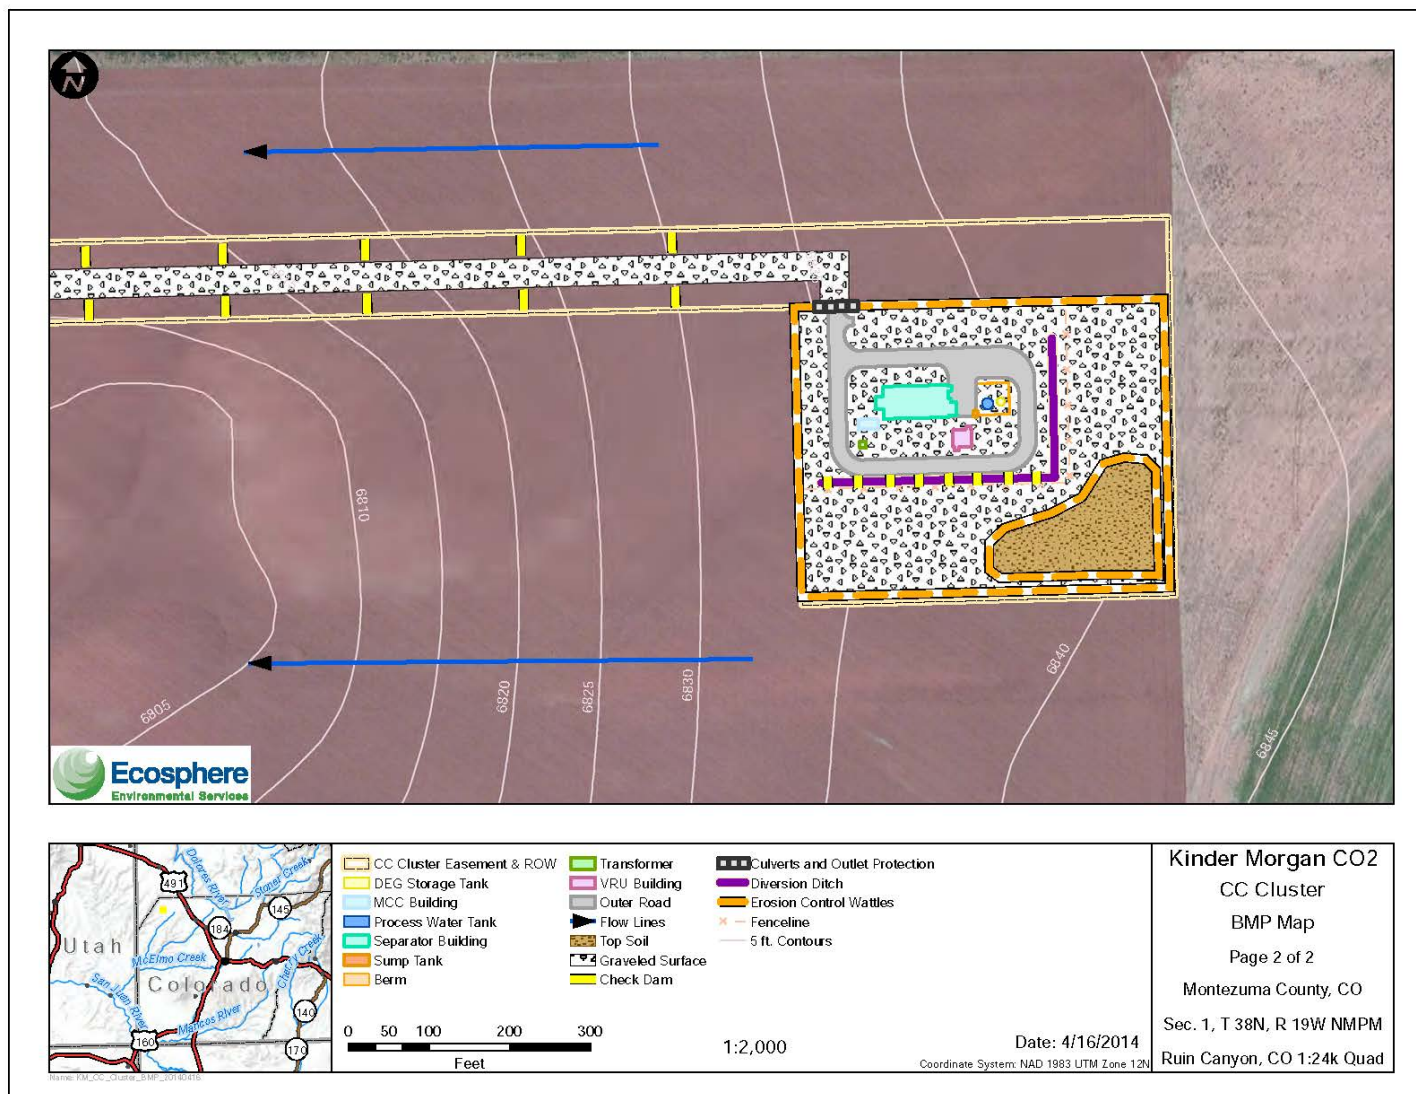 N
6810
6805
6820
6825
6830
6840
6845
Ecosphere
Environmental Services
491
Dolores River
Stoner Creek
145
184
Utah
McElmo Creek
Cherry Creek
Colorado
San Juan River
Mancos River
140
160
170
CC Cluster Easement & ROW
DEG Storage Tank
MCC Building
Process Water Tank
Separator Building
Sump Tank
Berm
Transformer
VRU Building
Outer Road
Flow Lines
Top Soil
Graveled Surface
Check Dam
Culverts and Outlet Protection
Diversion Ditch
Erosion Control Wattles
Fenceline
5 ft. Contours
0 50 100 200 300
Feet
1:2,000
Date: 4/16/2014
Coordinate System: NAD 1983 UTM Zone 12N
Kinder Morgan CO2
CC Cluster
BMP Map
Page 2 of 2
Montezuma County, CO
Sec. 1, T 38N, R 19W NMPM
Ruin Canyon, CO 1:24k Quad
Name: KM_CC_Cluster_BMP_20140416